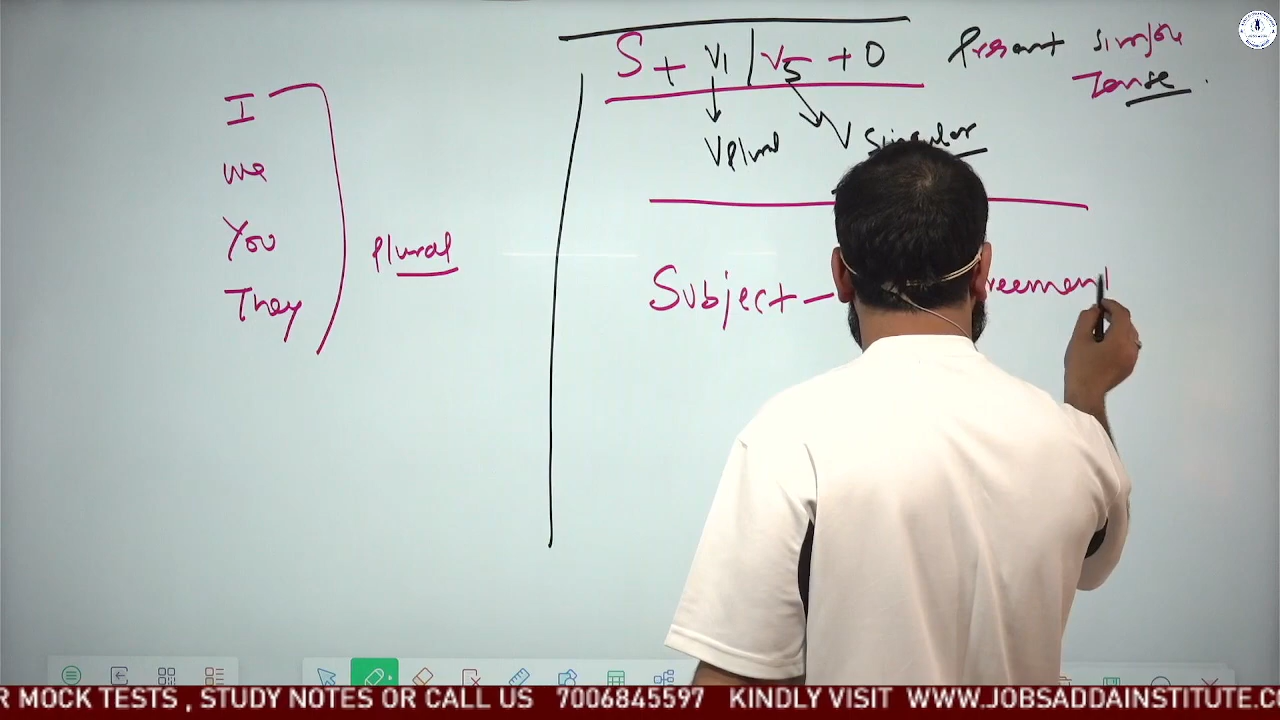 I
We
You
They
Plural
S + V1 | V5 + O
Present Simple
Tense.
V Plural
V Singular
Subject -
reement
R MOCK TESTS , STUDY NOTES OR CALL US 7006845597 KINDLY VISIT WWW.JOBSADDAINSTITUTE.C